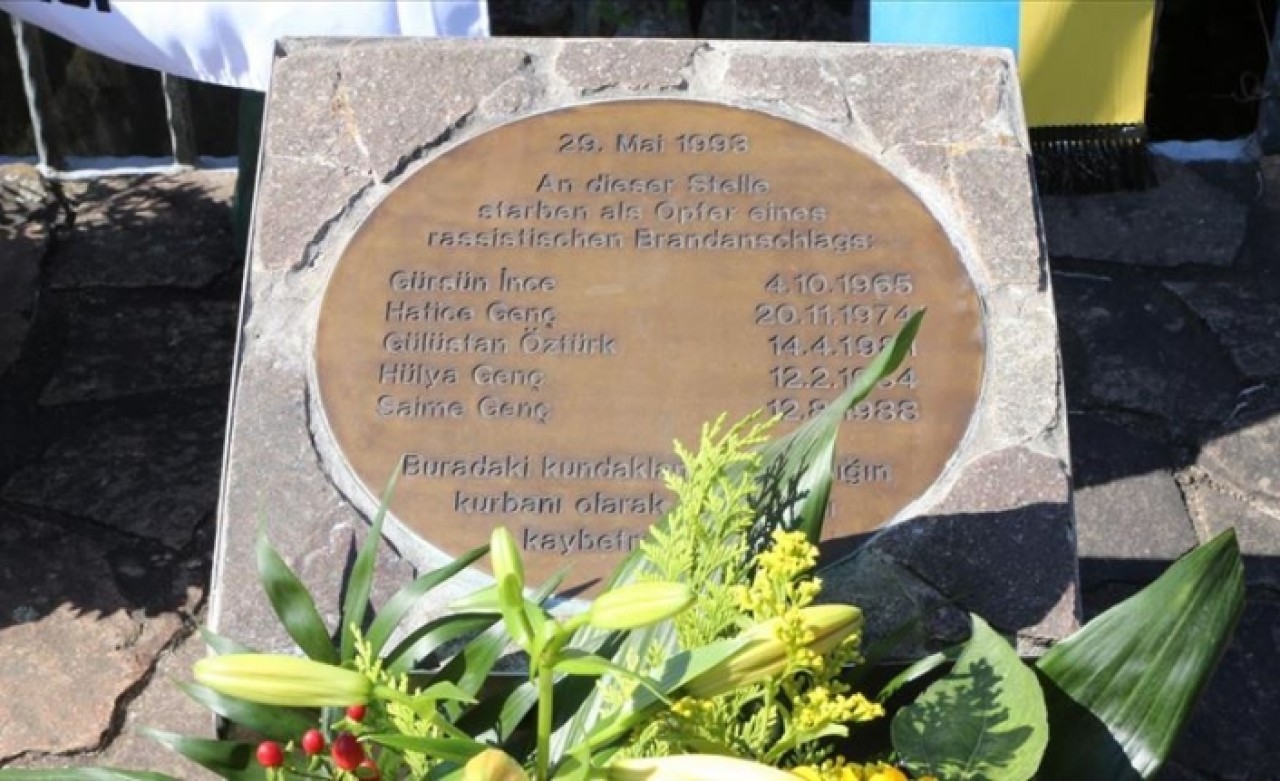 29. Mai 1993
An dieser Stelle
starben als Opfer eines
rassistischen Brandanschlags:
Gürsün İnce 4.10.1965
Hatice Genç 20.11.1974
Gülüstan Öztürk
Hülya Genç
Saime Genç
Buradaki
kurbanı olarak